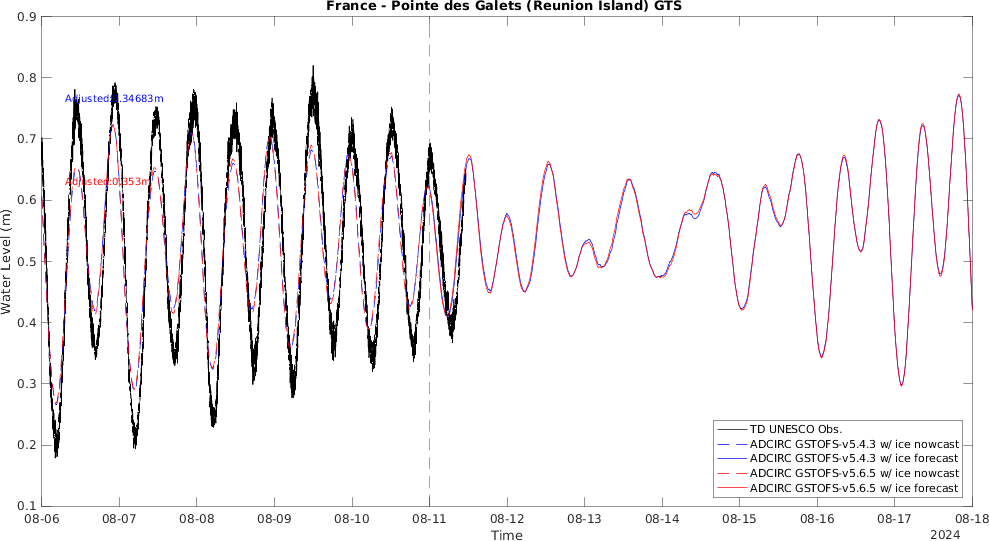 France - Pointe des Galets (Reunion Island) GTS
0.9
0.8
0.7
0.6
0.5
0.4
0.3
0.2
0.1
Water Level (m)
Adjusted:0.34683m
Adjusted:0.353m
TD UNESCO Obs.
ADCIRC GSTOFS-v5.4.3 w/ ice nowcast
ADCIRC GSTOFS-v5.4.3 w/ ice forecast
ADCIRC GSTOFS-v5.6.5 w/ ice nowcast
ADCIRC GSTOFS-v5.6.5 w/ ice forecast
08-06 08-07 08-08 08-09 08-10 08-11 08-12 08-13 08-14 08-15 08-16 08-17 08-18
Time
2024